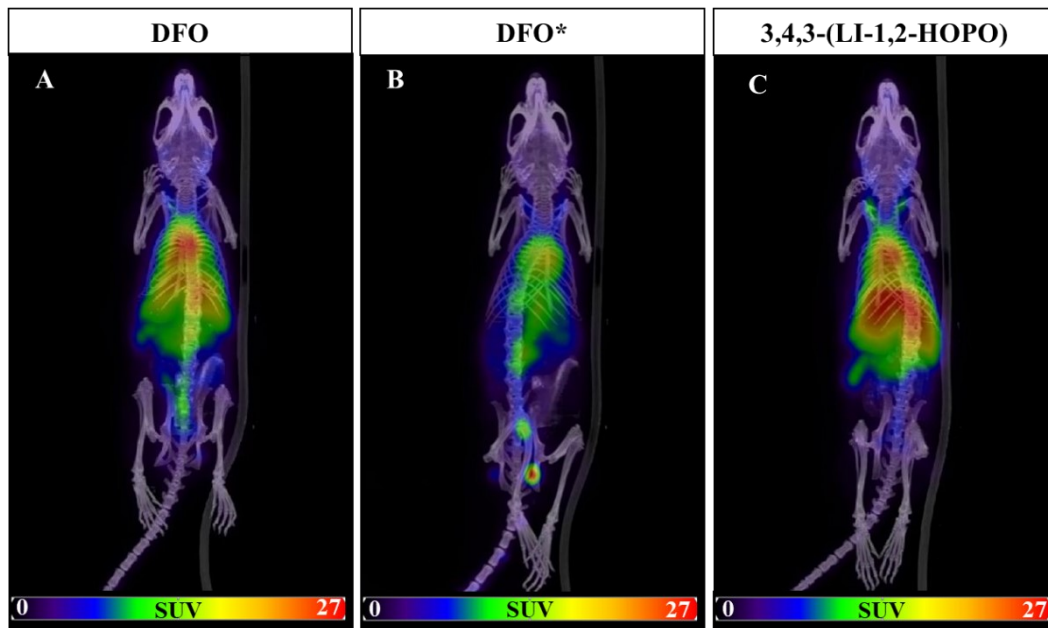 DFO
DFO*
3,4,3-(LI-1,2-HOPO)
A
B
C
0 SUV 27
0 SUV 27
0 SUV 27